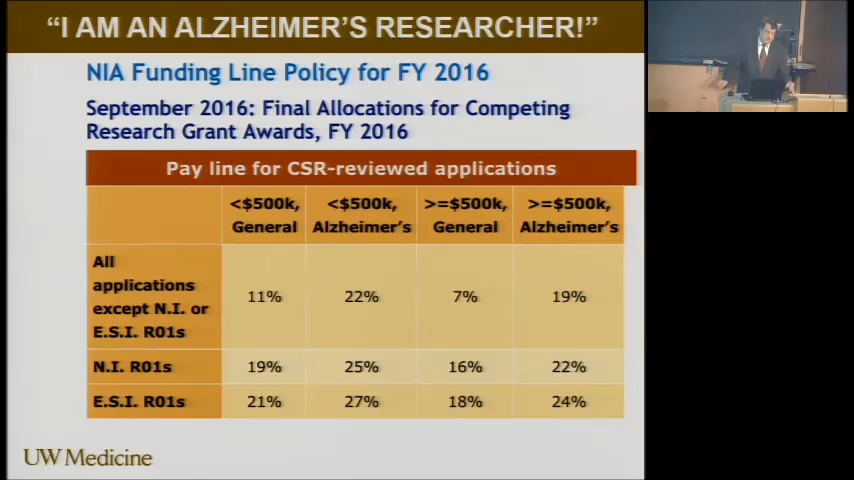 “I AM AN ALZHEIMER’S RESEARCHER!”
NIA Funding Line Policy for FY 2016
September 2016: Final Allocations for Competing
Research Grant Awards, FY 2016
Pay line for CSR-reviewed applications
<$500k, General <$500k, Alzheimer’s >=$500k, General >=$500k, Alzheimer’s
All
applications
except N.I. or
E.S.I. R01s
11% 22% 7% 19%
N.I. R01s 19% 25% 16% 22%
E.S.I. R01s 21% 27% 18% 24%
UW Medicine